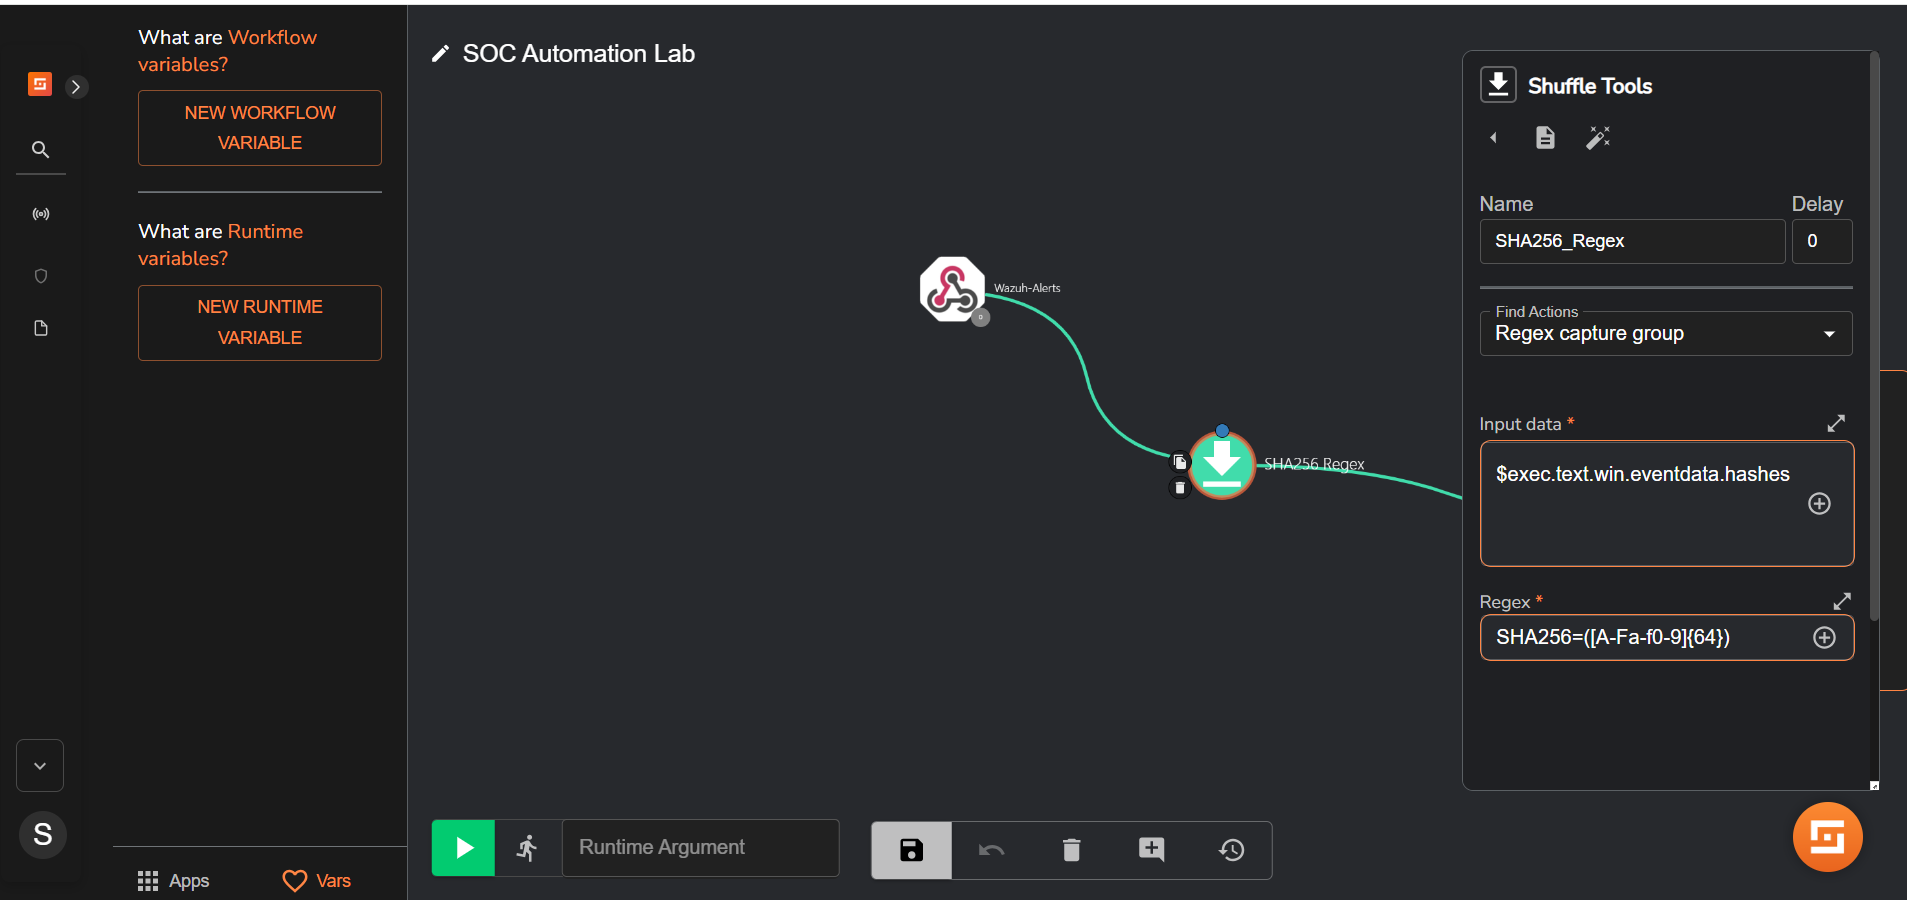 What are Workflow
variables?
NEW WORKFLOW
VARIABLE
What are Runtime
variables?
NEW RUNTIME
VARIABLE
S
Apps
Vars
SOC Automation Lab
Wazuh-Alerts
SHA256 Regex
Runtime Argument
Shuffle Tools
Name
Delay
SHA256_Regex
0
Find Actions
Regex capture group
Input data *
$exec.text.win.eventdata.hashes
Regex *
SHA256=([A-Fa-f0-9]{64})